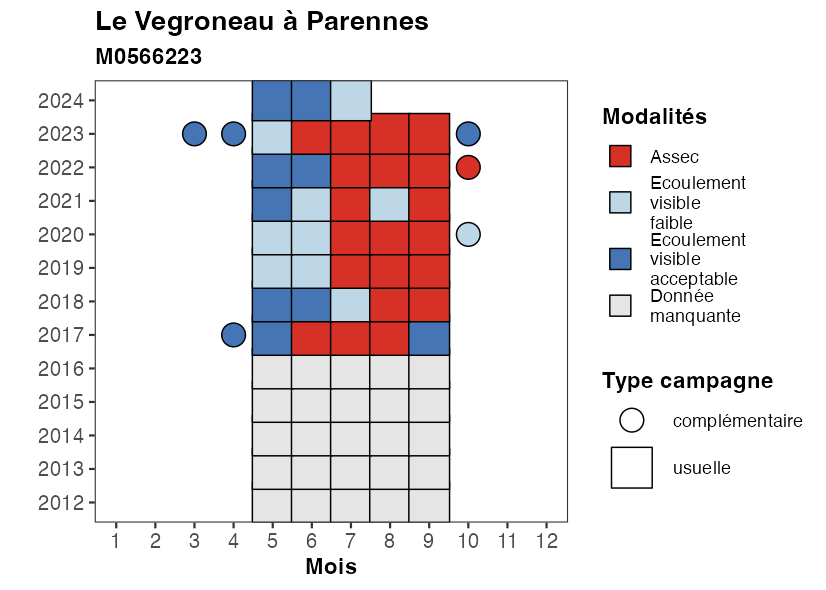 Le Vegroneau à Parennes
M0566223
2024
2023
2022
2021
2020
2019
2018
2017
2016
2015
2014
2013
2012
1 2 3 4 5 6 7 8 9 10 11 12
Mois
Modalités
Assec
Ecoulement
visible
faible
Ecoulement
visible
acceptable
Donnée
manquante
Type campagne
complémentaire
usuelle